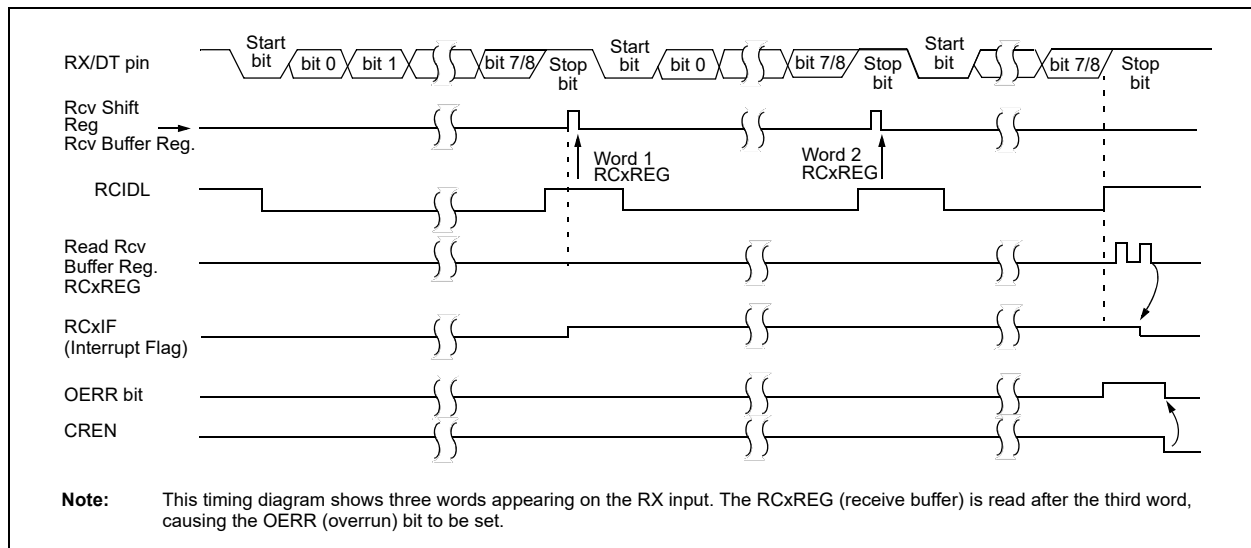 Start
bit
bit 0
bit 1
bit 7/8
Stop
bit
Start
bit
bit 0
bit 7/8
Stop
bit
Start
bit
bit 7/8
Stop
bit
RX/DT pin
Rcv Shift
Reg
Rcv Buffer Reg.
Word 1
RCxREG
Word 2
RCxREG
RCIDL
Read Rcv
Buffer Reg.
RCxREG
RCxIF
(Interrupt Flag)
OERR bit
CREN
Note: This timing diagram shows three words appearing on the RX input. The RCxREG (receive buffer) is read after the third word,
causing the OERR (overrun) bit to be set.